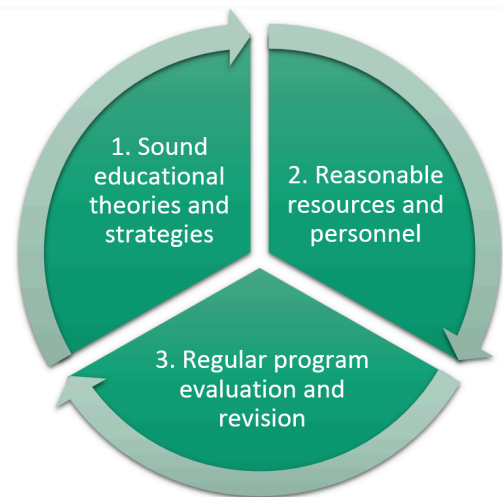 1. Sound
educational
theories and
strategies
2. Reasonable
resources and
personnel
3. Regular program
evaluation and
revision